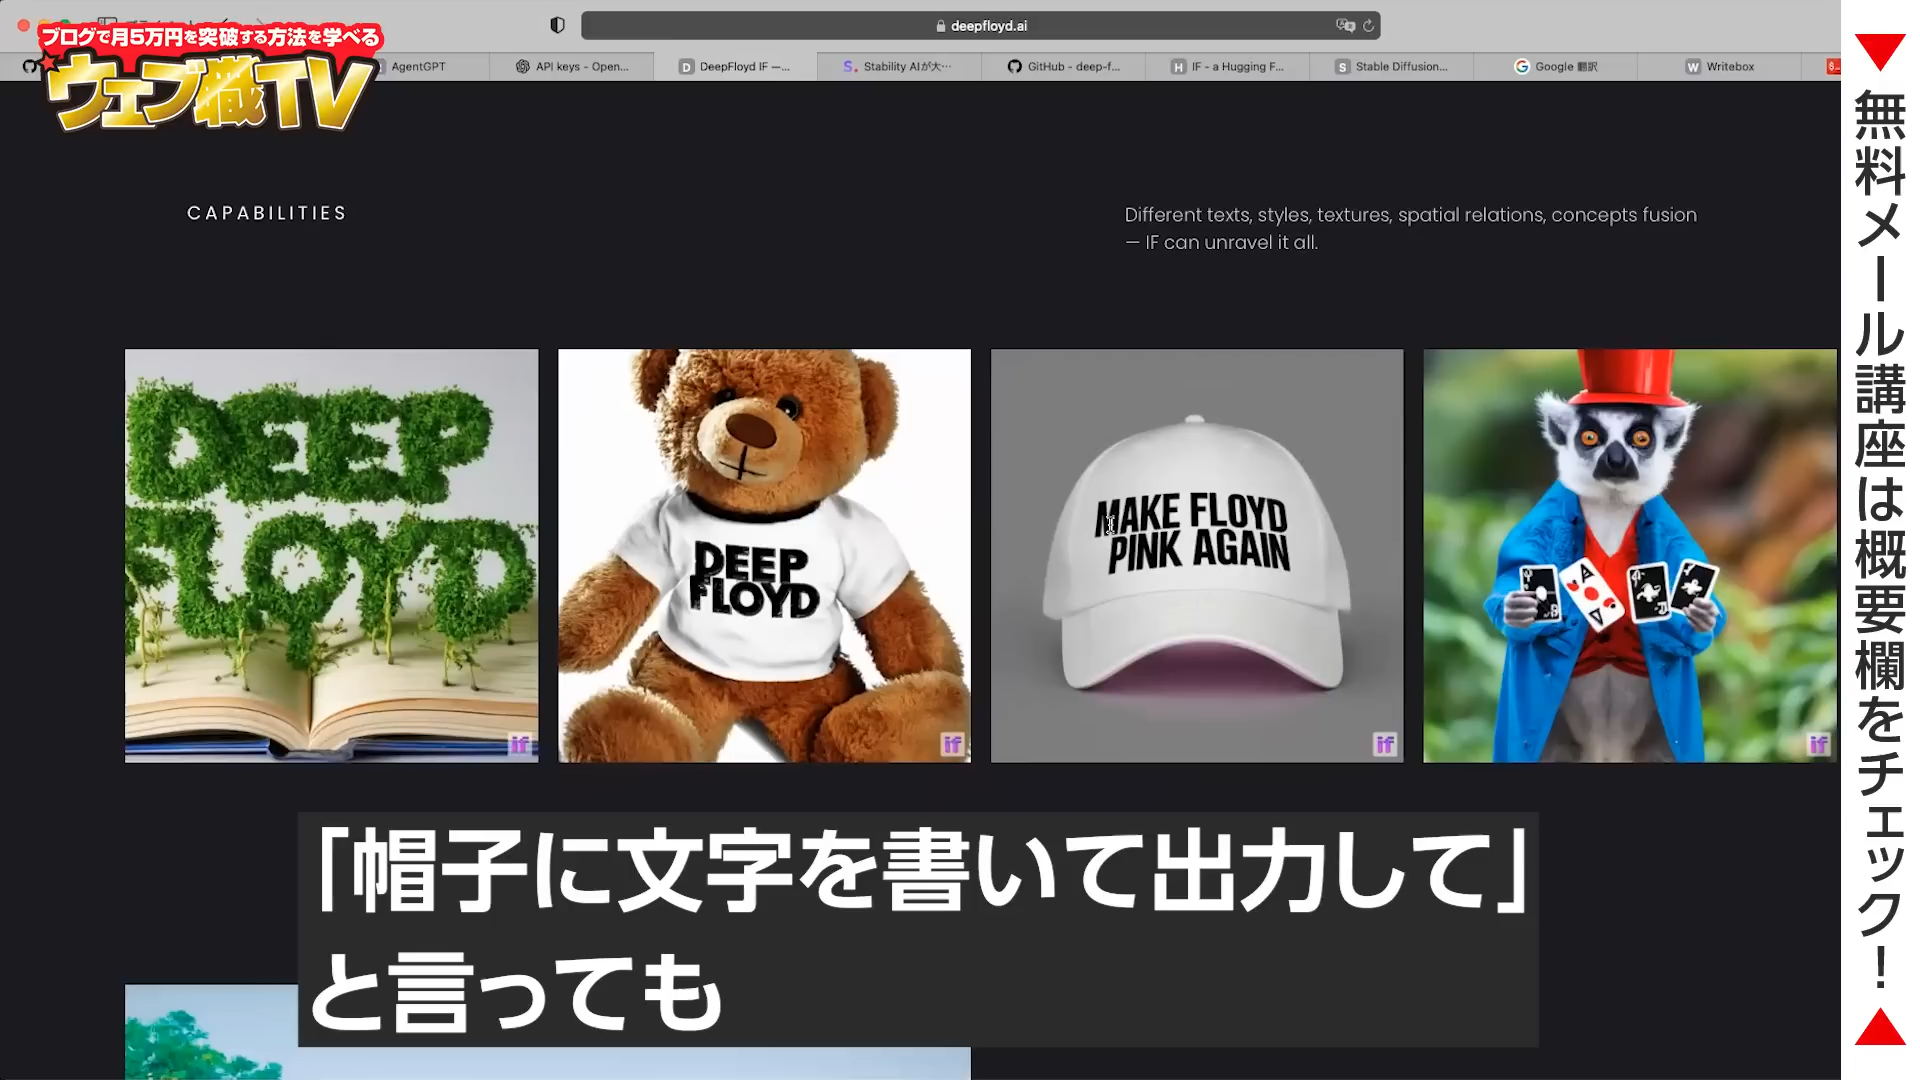 ブログで月5万円を突破する方法を学べる
ウェブ職TV
deepfloyd.ai
AgentGPT
API keys - Open...
D
DeepFloyd IF —...
S.
Stability AIが大…
GitHub - deep-f...
H
IF - a Hugging F...
S
Stable Diffusion...
G
Google 翻訳
W
Writebox
CAPABILITIES
Different texts, styles, textures, spatial relations, concepts fusion
— IF can unravel it all.
DEEP
FLOYD
if
DEEP
FLOYD
if
MAKE FLOYD
PINK AGAIN
if
A
A
if
「帽子に文字を書いて出力して」
と言っても
無料メール講座は概要欄をチェック！